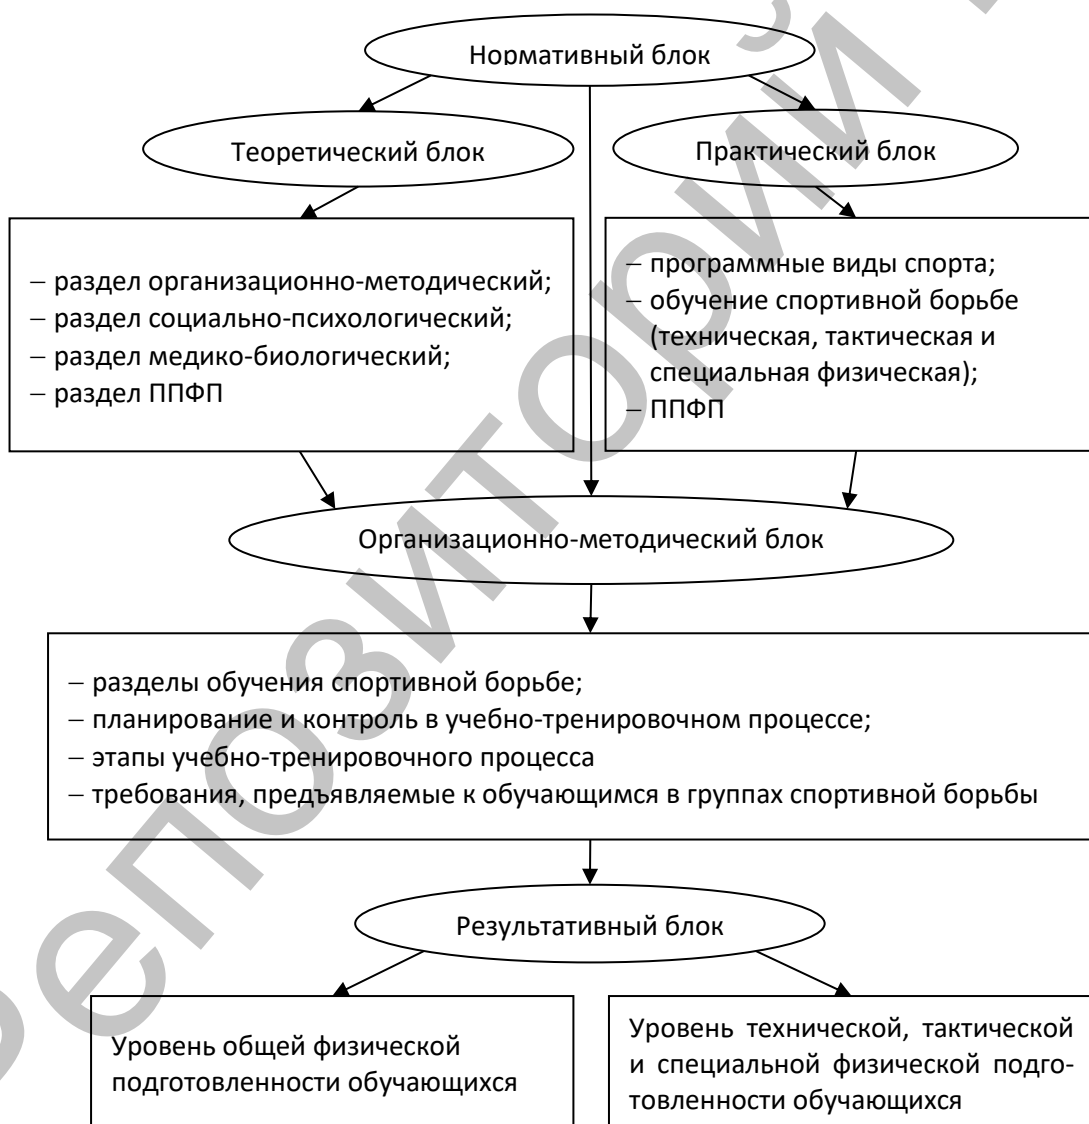 Нормативный блок
Теоретический блок
Практический блок
– раздел организационно-методический;
– раздел социально-психологический;
– раздел медико-биологический;
– раздел ППФП
– программные виды спорта;
– обучение спортивной борьбе
(техническая, тактическая и
специальная физическая);
– ППФП
Организационно-методический блок
– разделы обучения спортивной борьбе;
– планирование и контроль в учебно-тренировочном процессе;
– этапы учебно-тренировочного процесса
– требования, предъявляемые к обучающимся в группах спортивной борьбы
Результативный блок
Уровень общей физической
подготовленности обучающихся
Уровень технической, тактической
и специальной физической подго-
товленности обучающихся
Репозиторий